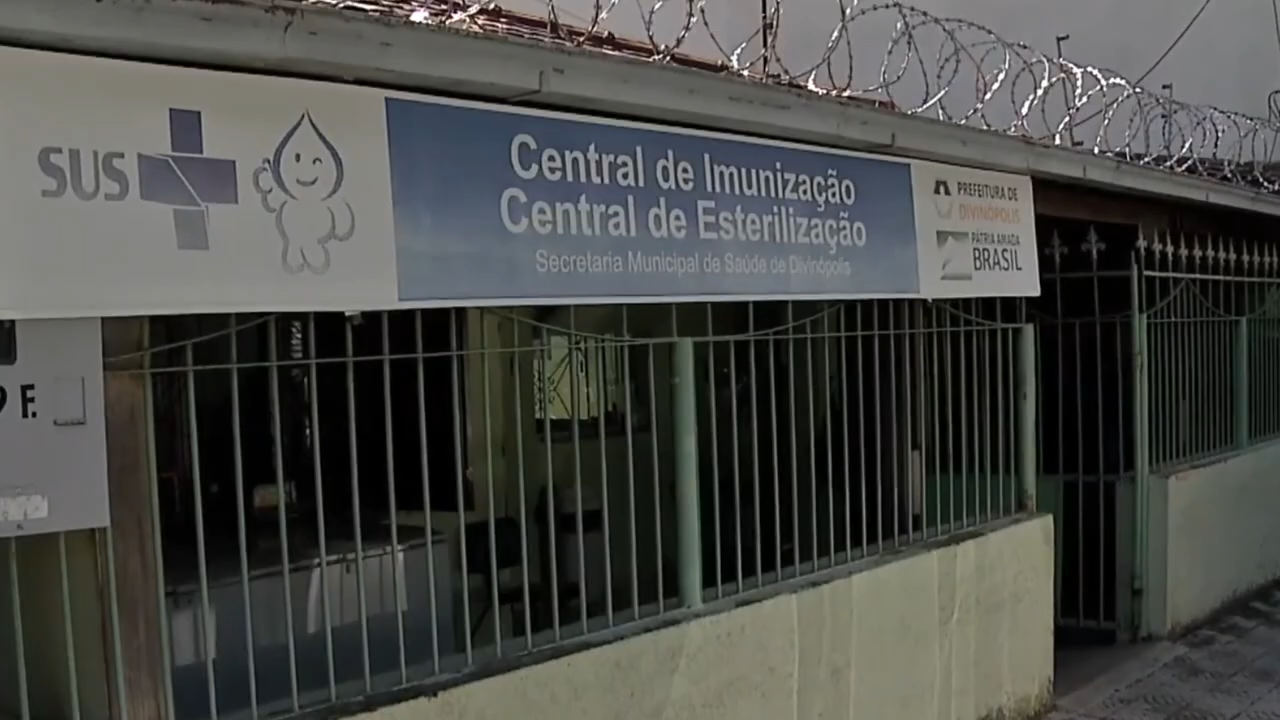 SUS
Central de Imunização
Central de Esterilização
Secretaria Municipal de Saúde de Divinópolis
PREFEITURA DE
DIVINÓPOLIS
PÁTRIA AMADA
BRASIL
9 F.